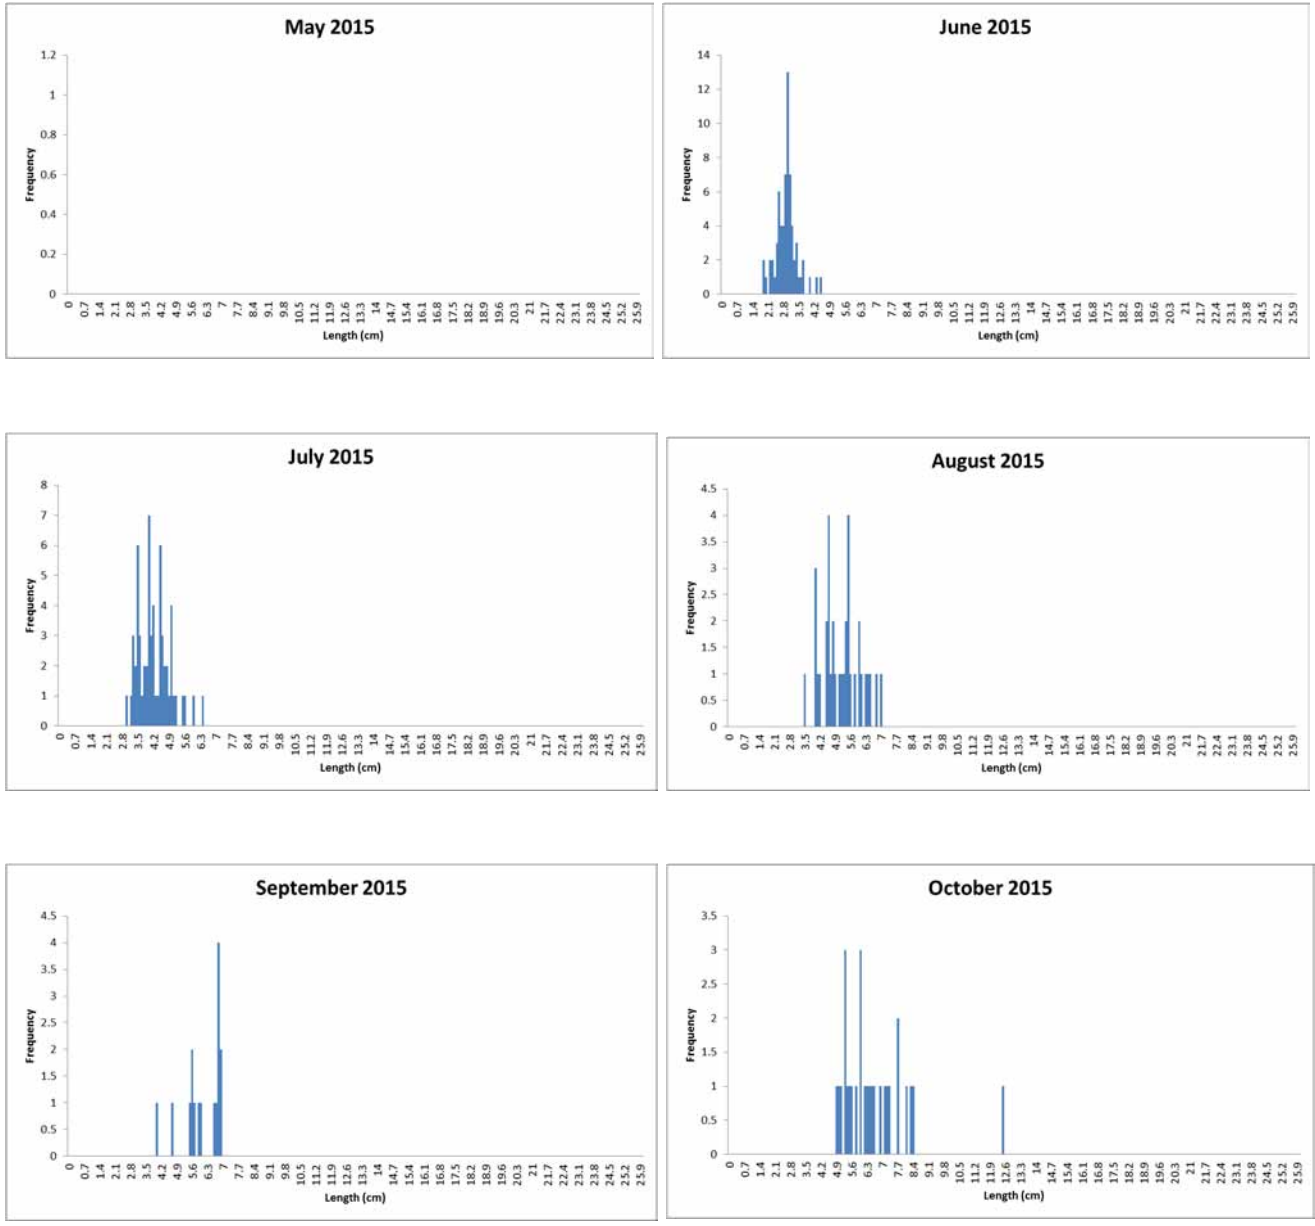 May 2015
1.2
1
0.8
0.6
0.4
0.2
0
Frequency
0 0.7 1.4 2.1 2.8 3.5 4.2 4.9 5.6 6.3 7 7.7 8.4 9.1 9.8 10.5 11.2 11.9 12.6 13.3 14 14.7 15.4 16.1 16.8 17.5 18.2 18.9 19.6 20.3 21 21.7 22.4 23.1 23.8 24.5 25.2 25.9
Length (cm)
June 2015
14
12
10
8
6
4
2
0
Frequency
0 0.7 1.4 2.1 2.8 3.5 4.2 4.9 5.6 6.3 7 7.7 8.4 9.1 9.8 10.5 11.2 11.9 12.6 13.3 14 14.7 15.4 16.1 16.8 17.5 18.2 18.9 19.6 20.3 21 21.7 22.4 23.1 23.8 24.5 25.2 25.9
Length (cm)
July 2015
8
7
6
5
4
3
2
1
0
Frequency
0 0.7 1.4 2.1 2.8 3.5 4.2 4.9 5.6 6.3 7 7.7 8.4 9.1 9.8 10.5 11.2 11.9 12.6 13.3 14 14.7 15.4 16.1 16.8 17.5 18.2 18.9 19.6 20.3 21 21.7 22.4 23.1 23.8 24.5 25.2 25.9
Length (cm)
August 2015
4.5
4
3.5
3
2.5
2
1.5
1
0.5
0
Frequency
0 0.7 1.4 2.1 2.8 3.5 4.2 4.9 5.6 6.3 7 7.7 8.4 9.1 9.8 10.5 11.2 11.9 12.6 13.3 14 14.7 15.4 16.1 16.8 17.5 18.2 18.9 19.6 20.3 21 21.7 22.4 23.1 23.8 24.5 25.2 25.9
Length (cm)
September 2015
4.5
4
3.5
3
2.5
2
1.5
1
0.5
0
Frequency
0 0.7 1.4 2.1 2.8 3.5 4.2 4.9 5.6 6.3 7 7.7 8.4 9.1 9.8 10.5 11.2 11.9 12.6 13.3 14 14.7 15.4 16.1 16.8 17.5 18.2 18.9 19.6 20.3 21 21.7 22.4 23.1 23.8 24.5 25.2 25.9
Length (cm)
October 2015
3.5
3
2.5
2
1.5
1
0.5
0
Frequency
0 0.7 1.4 2.1 2.8 3.5 4.2 4.9 5.6 6.3 7 7.7 8.4 9.1 9.8 10.5 11.2 11.9 12.6 13.3 14 14.7 15.4 16.1 16.8 17.5 18.2 18.9 19.6 20.3 21 21.7 22.4 23.1 23.8 24.5 25.2 25.9
Length (cm)